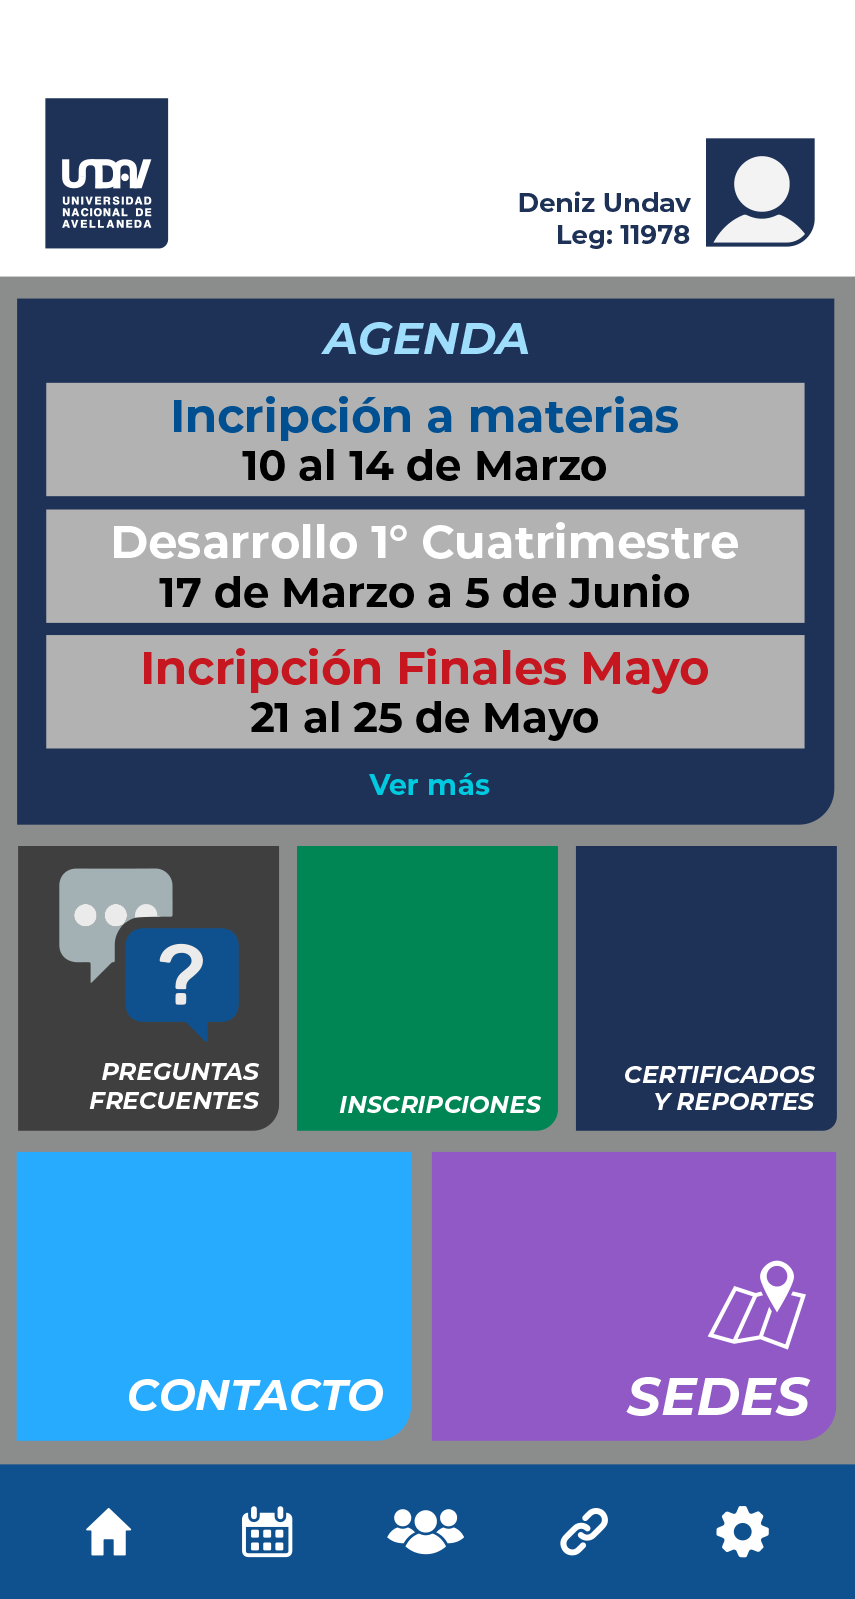 UNDAV
UNIVERSIDAD
NACIONAL DE
AVELLANEDA
Deniz Undav
Leg: 11978
AGENDA
Incripción a materias
10 al 14 de Marzo
Desarrollo 1° Cuatrimestre
17 de Marzo a 5 de Junio
Incripción Finales Mayo
21 al 25 de Mayo
Ver más
?
PREGUNTAS
FRECUENTES
INSCRIPCIONES
CERTIFICADOS
Y REPORTES
CONTACTO
SEDES